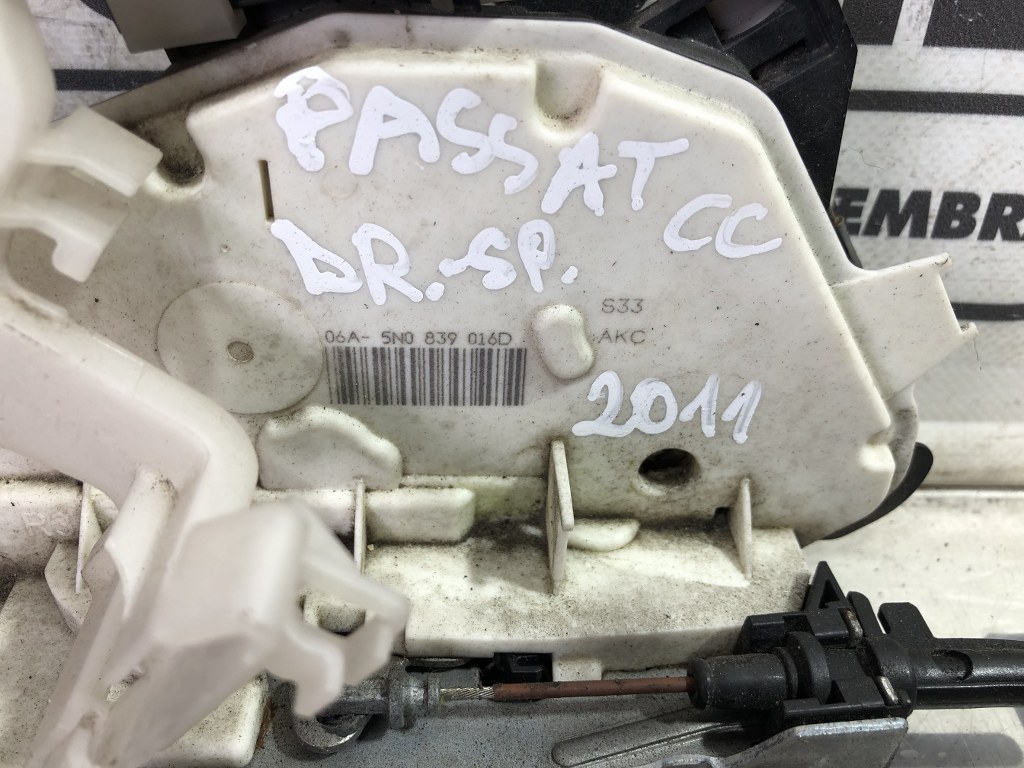 PASSAT CC
DR.SP.
S33
06A- 5N0 839 016D
AKC
2011
EMBR